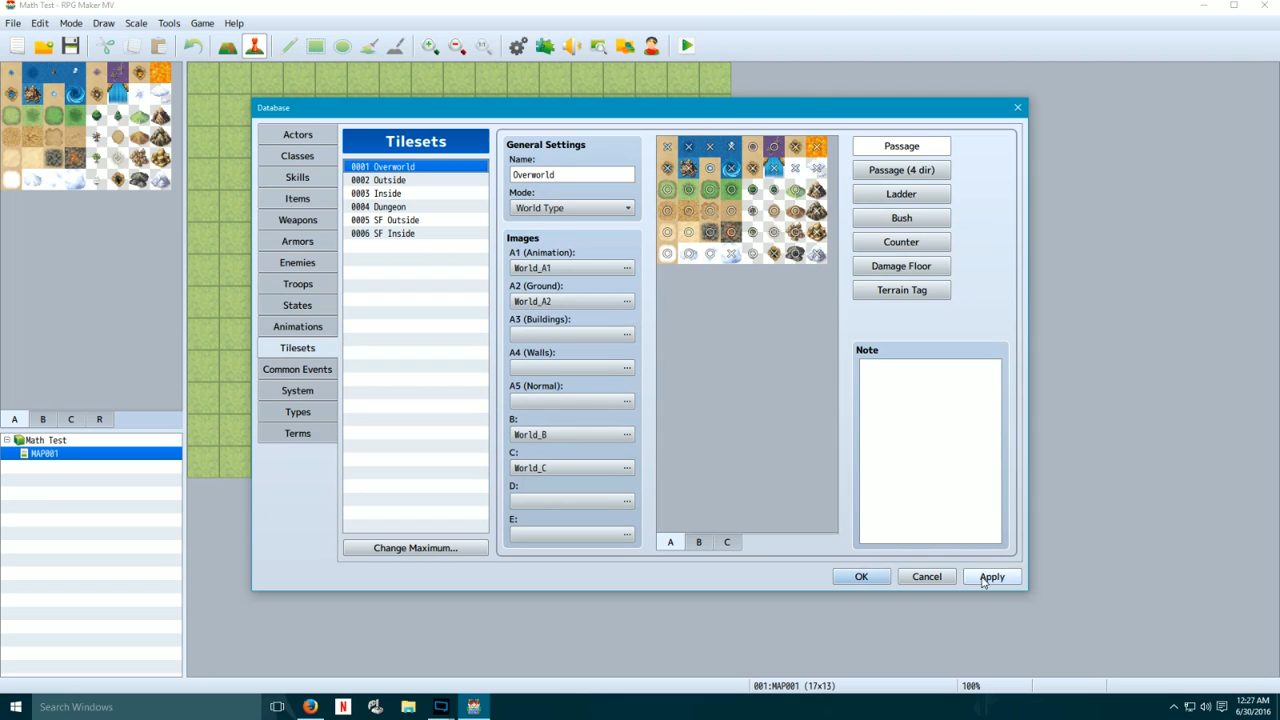 Math Test - RPG Maker MV
File Edit Mode Draw Scale Tools Game Help
Database
Actors
Classes
Skills
Items
Weapons
Armors
Enemies
Troops
States
Animations
Tilesets
Common Events
System
Types
Terms
Tilesets
0001 Overworld
0002 Outside
0003 Inside
0004 Dungeon
0005 SF Outside
0006 SF Inside
Change Maximum...
General Settings
Name:
Overworld
Mode:
World Type
Images
A1 (Animation):
World_A1 ...
A2 (Ground):
World_A2 ...
A3 (Buildings):
...
A4 (Walls):
...
A5 (Normal):
...
B:
World_B ...
C:
World_C ...
D:
...
E:
...
A B C
Passage
Passage (4 dir)
Ladder
Bush
Counter
Damage Floor
Terrain Tag
Note
OK Cancel Apply
A B C R
Math Test
MAP001
001:MAP001 (17x13) 100%
Search Windows
N
12:27 AM
6/30/2016